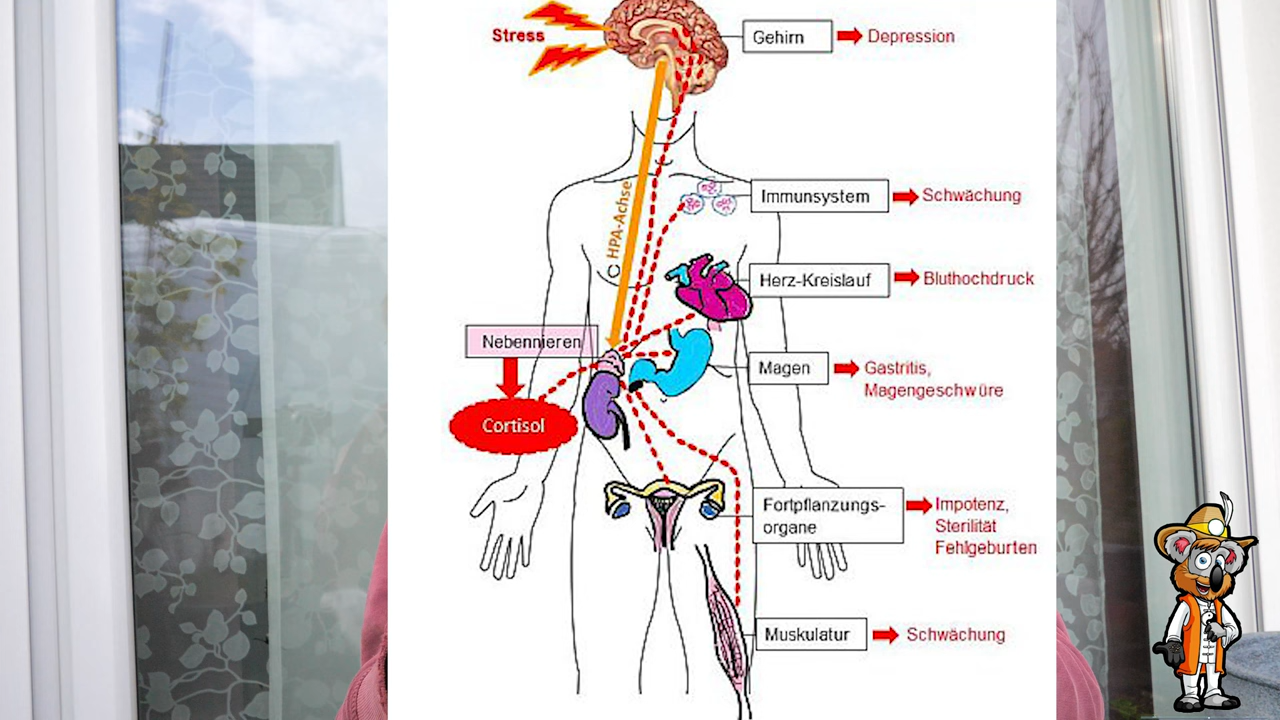 Stress
Gehirn
Depression
HPA-Achse
Immunsystem
Schwächung
Herz-Kreislauf
Bluthochdruck
Nebennieren
Cortisol
Magen
Gastritis,
Magengeschwüre
Fortpflanzungs-
organe
Impotenz,
Sterilität
Fehlgeburten
Muskulatur
Schwächung